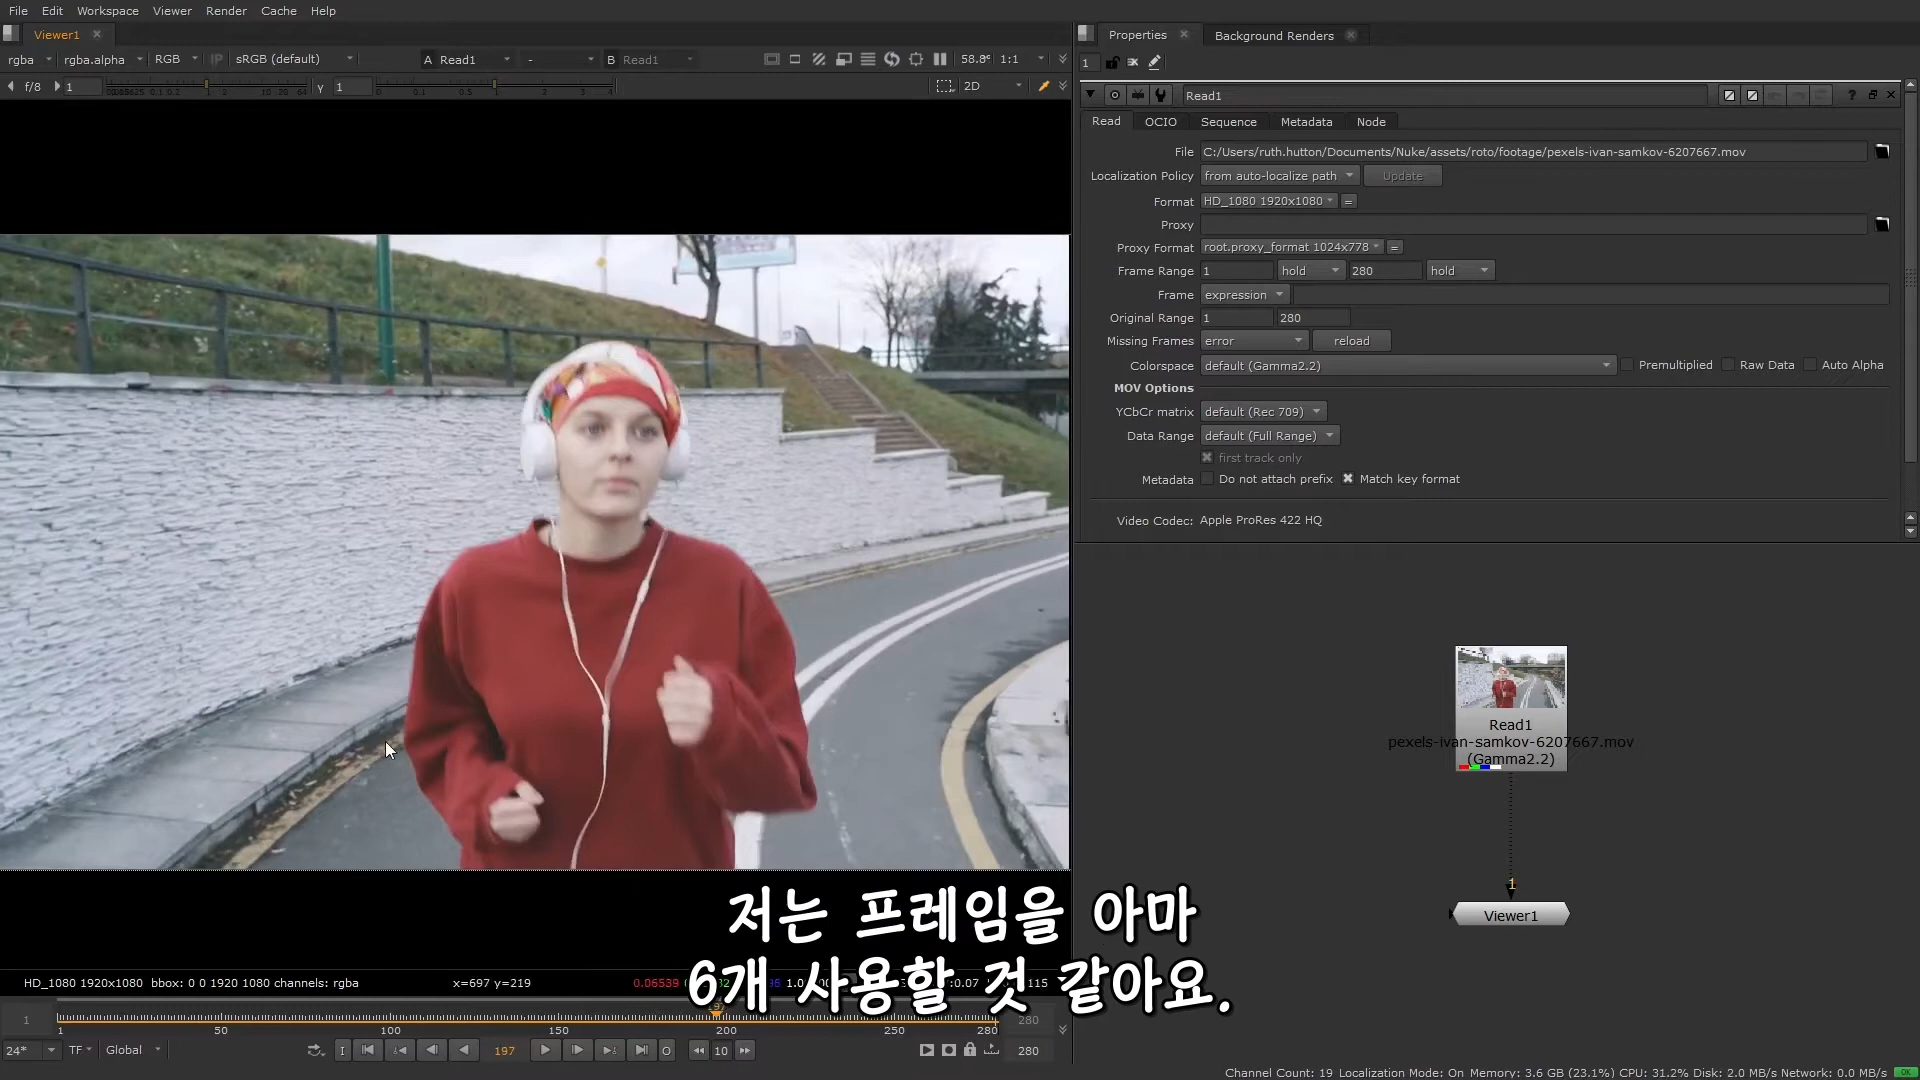 File Edit Workspace Viewer Render Cache Help
Viewer1
Properties
Background Renders
rgba rgba.alpha RGB IP sRGB (default) A Read1 - B Read1 1:1
1
f/8 1 γ 1 2D
Read1
Read OCIO Sequence Metadata Node
File C:/Users/ruth.hutton/Documents/Nuke/assets/roto/footage/pexels-ivan-samkov-6207667.mov
Localization Policy from auto-localize path Update
Format HD_1080 1920x1080 =
Proxy
Proxy Format root.proxy_format 1024x778 =
Frame Range 1 hold 280 hold
Frame expression
Original Range 1 280
Missing Frames error reload
Colorspace default (Gamma2.2) Premultiplied Raw Data Auto Alpha
MOV Options
YCbCr matrix default (Rec 709)
Data Range default (Full Range)
first track only
Metadata Do not attach prefix Match key format
Video Codec: Apple ProRes 422 HQ
Read1
pexels-ivan-samkov-6207667.mov
(Gamma2.2)
1
Viewer1
저는 프레임을 아마
6개 사용할 것 같아요.
HD_1080 1920x1080 bbox: 0 0 1920 1080 channels: rgba x=697 y=219 0.06539
1 1 50 100 150 200 250 280 280
24* TF Global I 197 O 10 280
Channel Count: 19 Localization Mode: On Memory: 3.6 GB (23.1%) CPU: 31.2% Disk: 2.0 MB/s Network: 0.0 MB/s OK